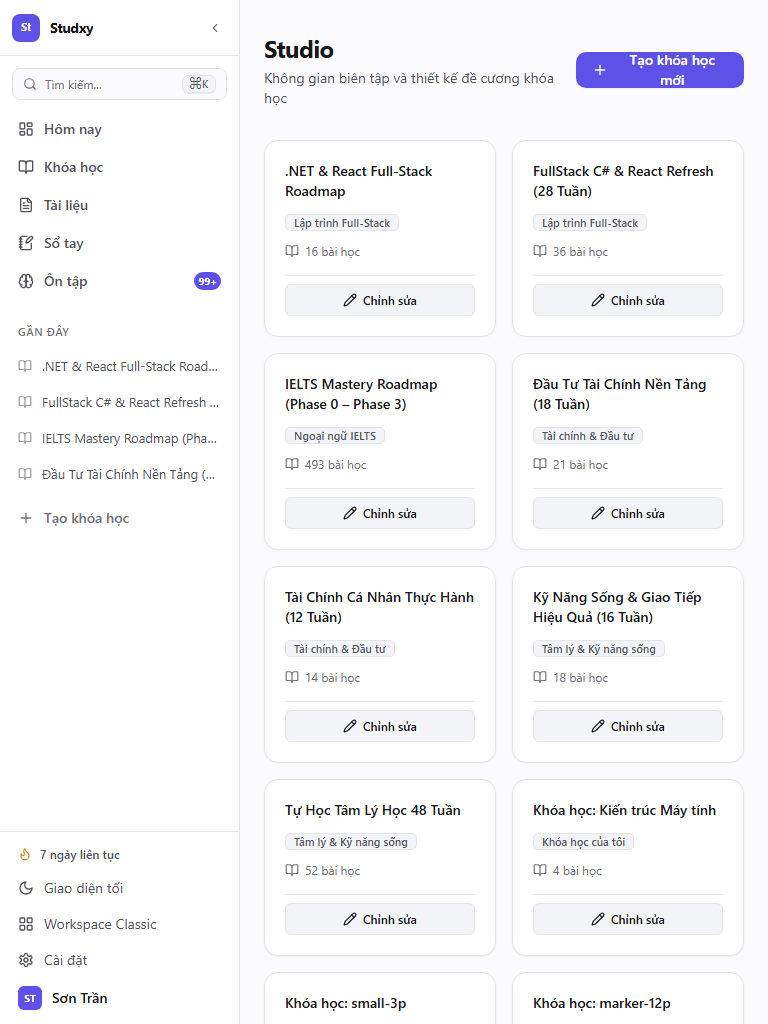 St Studxy
Tìm kiếm... ⌘K
Hôm nay
Khóa học
Tài liệu
Sổ tay
Ôn tập 99+
GẦN ĐÂY
.NET & React Full-Stack Road...
FullStack C# & React Refresh ...
IELTS Mastery Roadmap (Pha...
Đầu Tư Tài Chính Nền Tảng (...
Tạo khóa học
7 ngày liên tục
Giao diện tối
Workspace Classic
Cài đặt
ST Sơn Trần
Studio
Không gian biên tập và thiết kế đề cương khóa
học
Tạo khóa học
mới
.NET & React Full-Stack
Roadmap
Lập trình Full-Stack
16 bài học
Chỉnh sửa
FullStack C# & React Refresh
(28 Tuần)
Lập trình Full-Stack
36 bài học
Chỉnh sửa
IELTS Mastery Roadmap
(Phase 0 – Phase 3)
Ngoại ngữ IELTS
493 bài học
Chỉnh sửa
Đầu Tư Tài Chính Nền Tảng
(18 Tuần)
Tài chính & Đầu tư
21 bài học
Chỉnh sửa
Tài Chính Cá Nhân Thực Hành
(12 Tuần)
Tài chính & Đầu tư
14 bài học
Chỉnh sửa
Kỹ Năng Sống & Giao Tiếp
Hiệu Quả (16 Tuần)
Tâm lý & Kỹ năng sống
18 bài học
Chỉnh sửa
Tự Học Tâm Lý Học 48 Tuần
Tâm lý & Kỹ năng sống
52 bài học
Chỉnh sửa
Khóa học: Kiến trúc Máy tính
Khóa học của tôi
4 bài học
Chỉnh sửa
Khóa học: small-3p
Khóa học: marker-12p